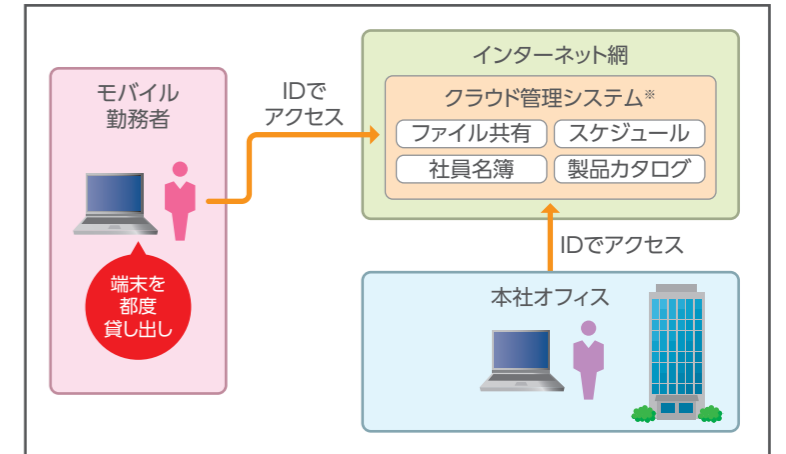 モバイル
勤務者
端末を
都度
貸し出し
IDで
アクセス
インターネット網
クラウド管理システム※
ファイル共有
スケジュール
社員名簿
製品カタログ
IDでアクセス
本社オフィス